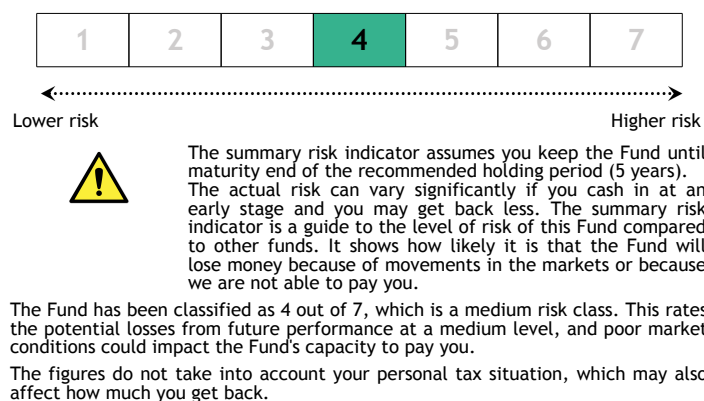 1 2 3 4 5 6 7
Lower risk Higher risk
The summary risk indicator assumes you keep the Fund until
maturity end of the recommended holding period (5 years).
The actual risk can vary significantly if you cash in at an
early stage and you may get back less. The summary risk
indicator is a guide to the level of risk of this Fund compared
to other funds. It shows how likely it is that the Fund will
lose money because of movements in the markets or because
we are not able to pay you.
The Fund has been classified as 4 out of 7, which is a medium risk class. This rates
the potential losses from future performance at a medium level, and poor market
conditions could impact the Fund's capacity to pay you.
The figures do not take into account your personal tax situation, which may also
affect how much you get back.